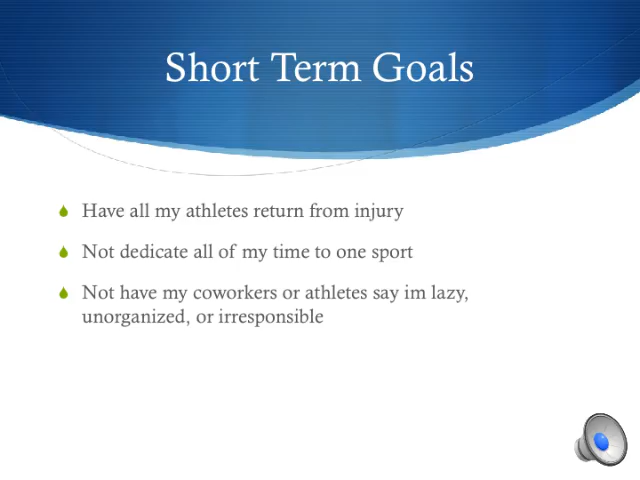 Short Term Goals
Have all my athletes return from injury
Not dedicate all of my time to one sport
Not have my coworkers or athletes say im lazy,
unorganized, or irresponsible